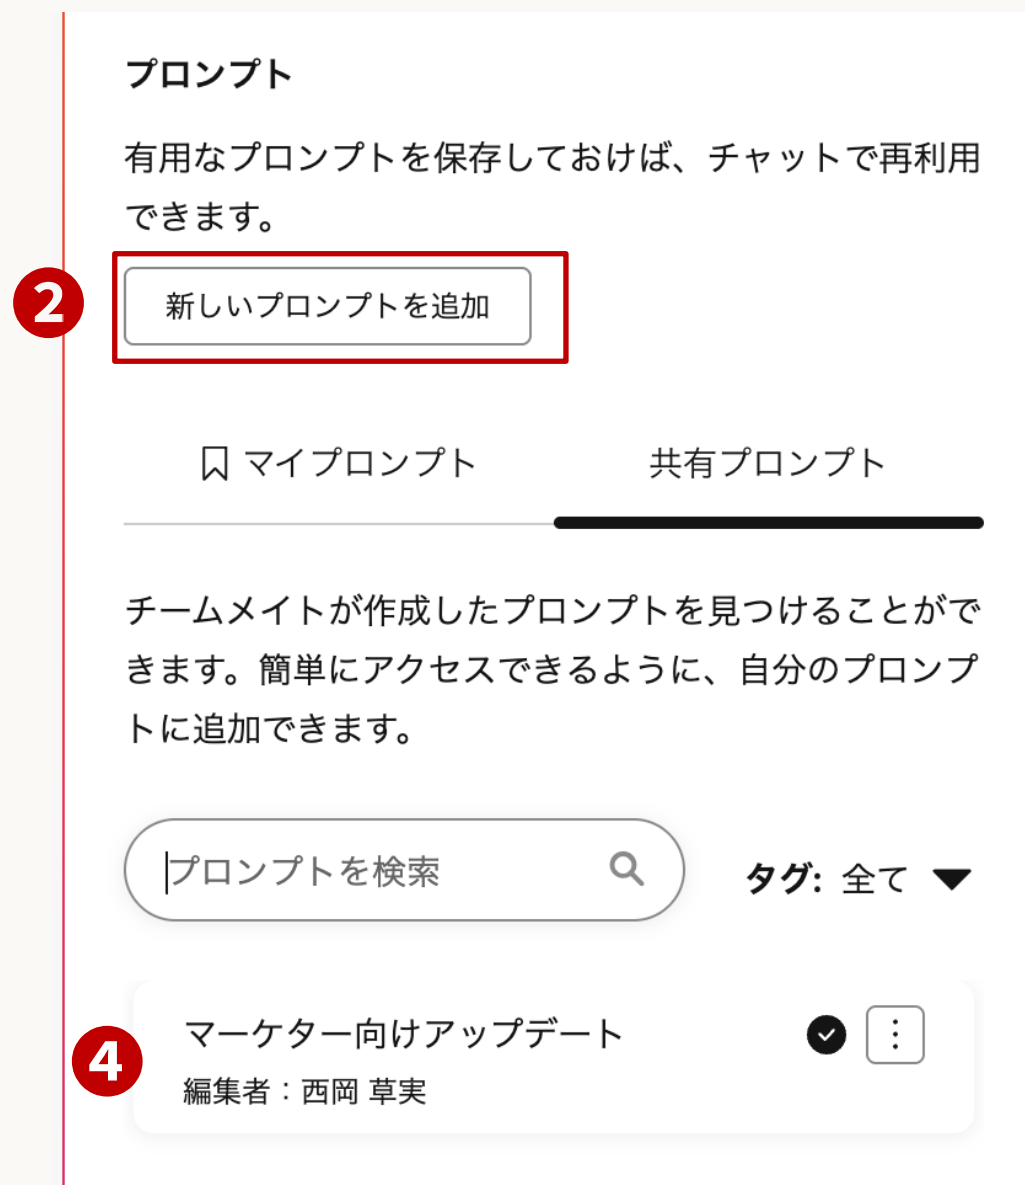 プロンプト
有用なプロンプトを保存しておけば、チャットで再利用
できます。
2
新しいプロンプトを追加
マイプロンプト
共有プロンプト
チームメイトが作成したプロンプトを見つけることがで
きます。簡単にアクセスできるように、自分のプロンプ
トに追加できます。
プロンプトを検索
タグ: 全て
4
マーケター向けアップデート
編集者：西岡 草実